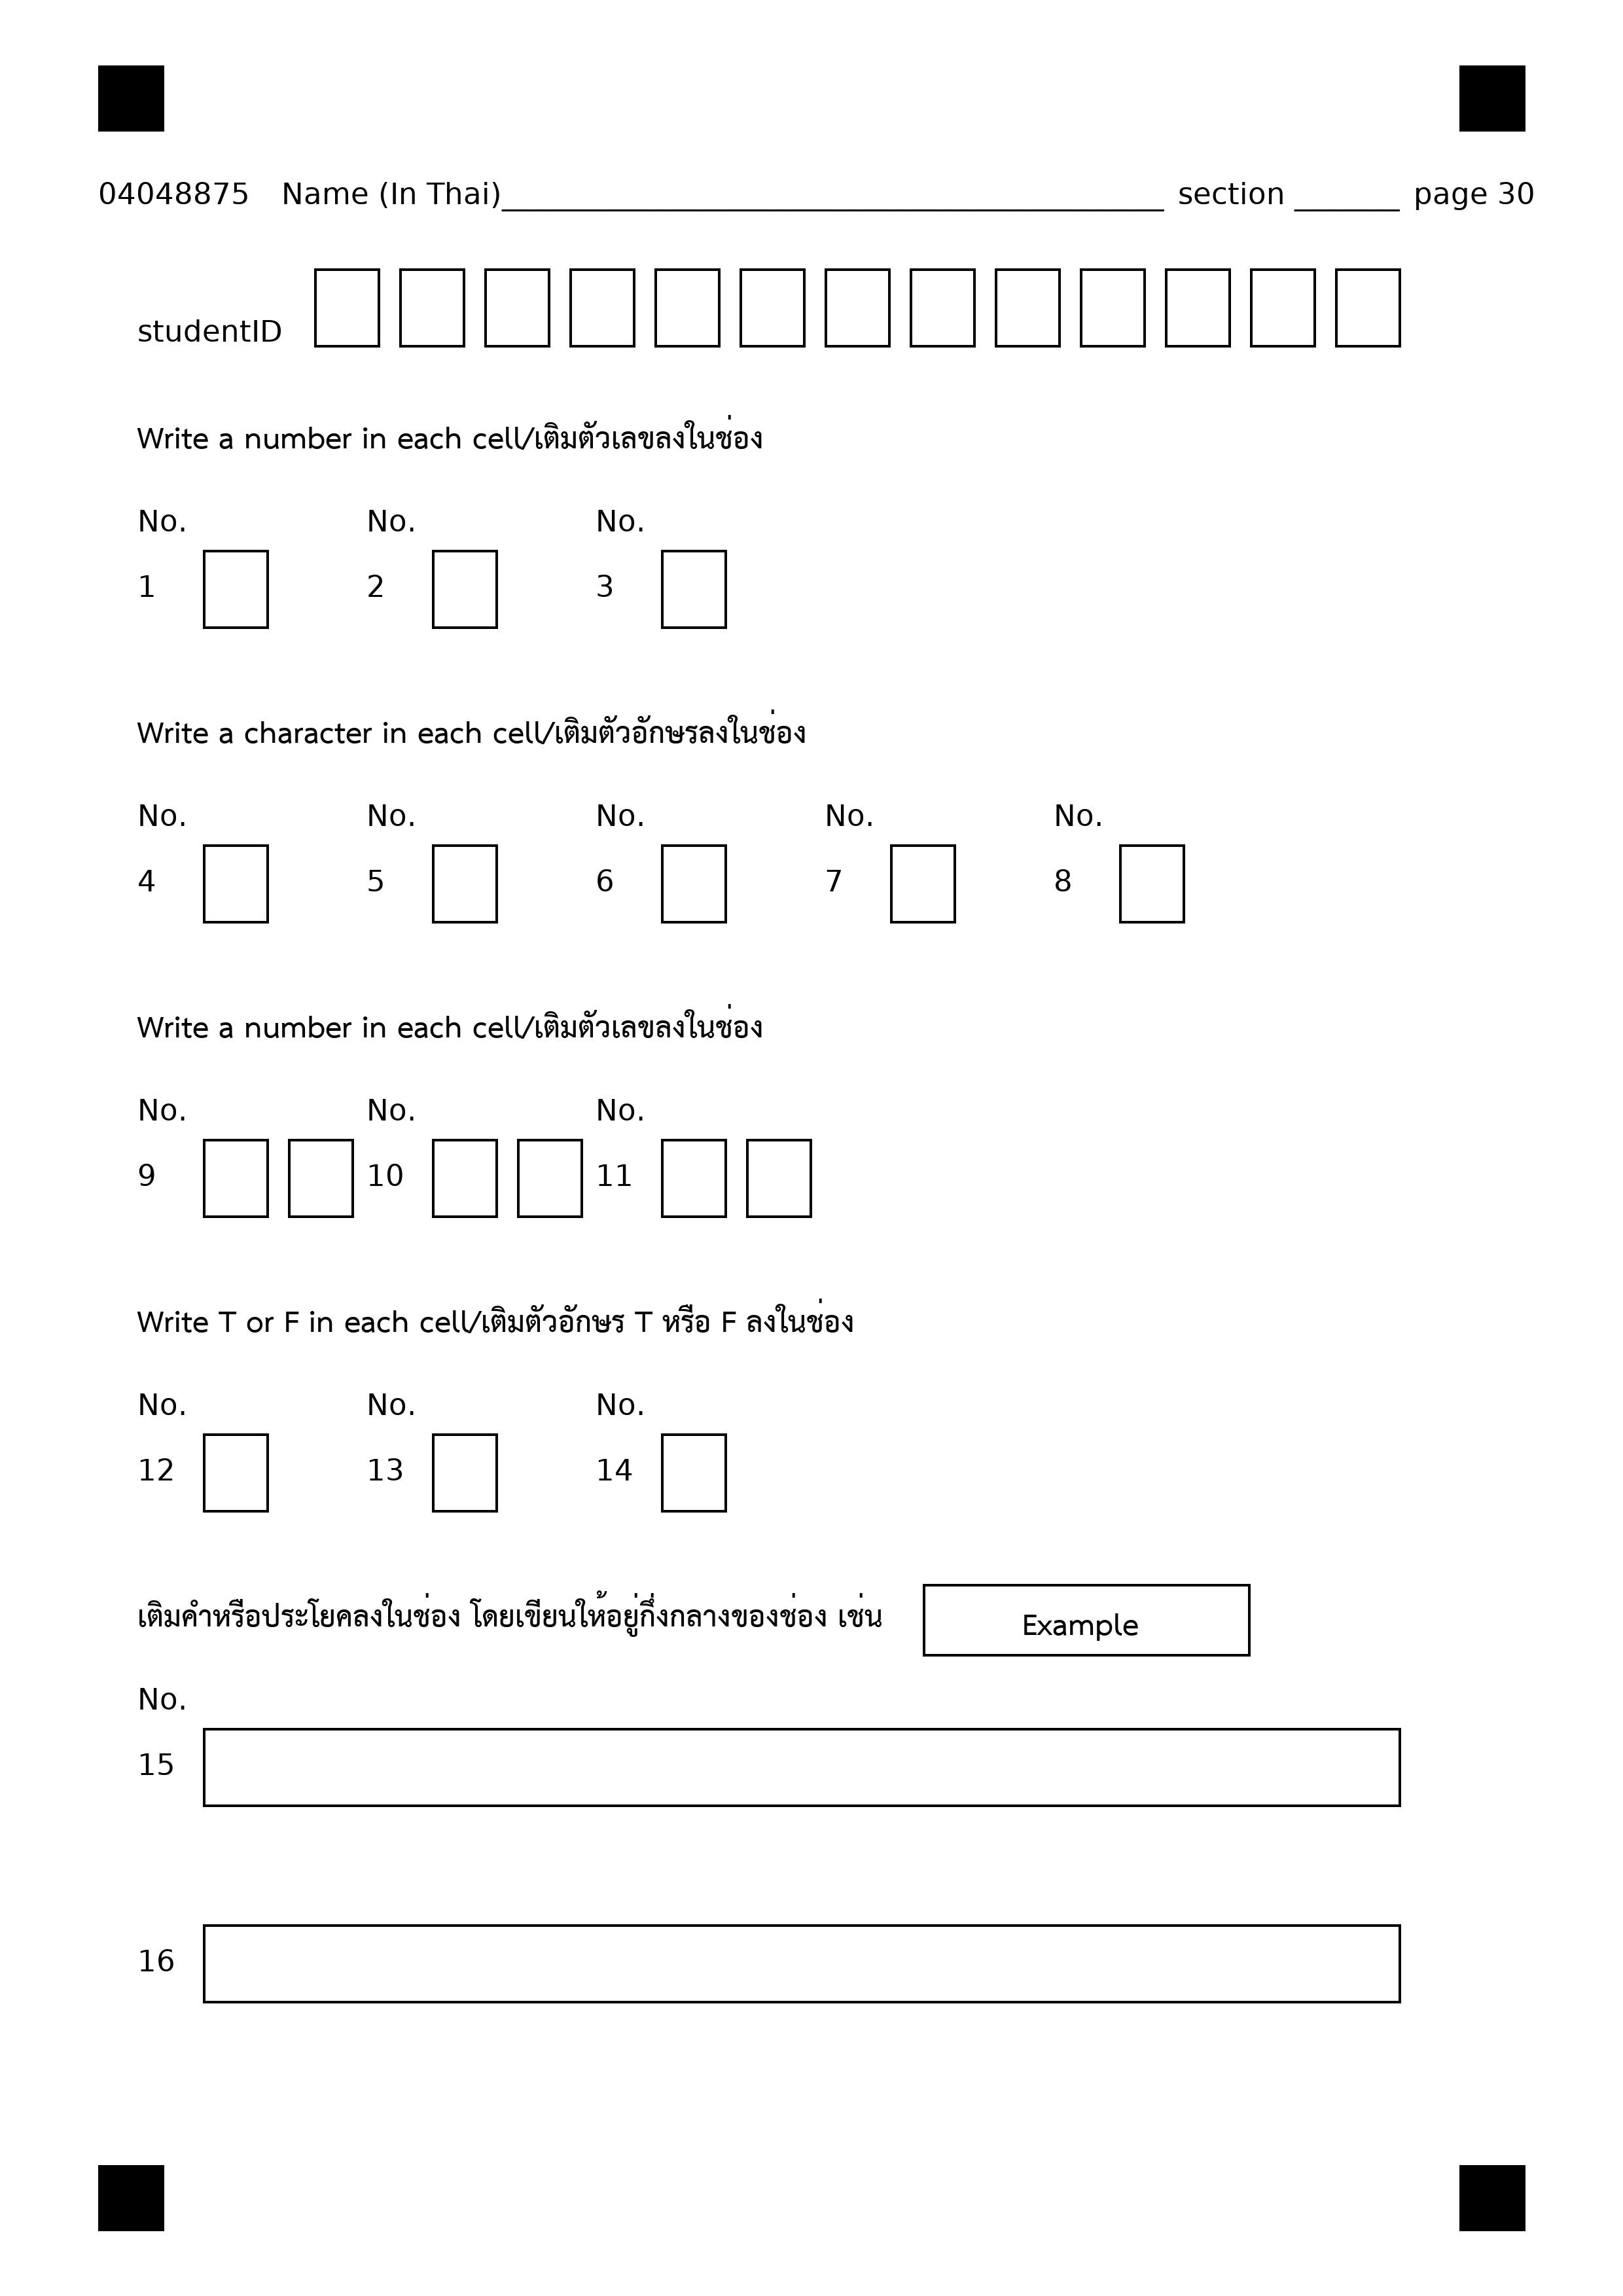 04048875 Name (In Thai)________ section ________ page 30
studentID
Write a number in each cell/เติมตัวเลขลงในช่อง
No. No. No.
1 2 3
Write a character in each cell/เติมตัวอักษรลงในช่อง
No. No. No. No. No.
4 5 6 7 8
Write a number in each cell/เติมตัวเลขลงในช่อง
No. No. No.
9 10 11
Write T or F in each cell/เติมตัวอักษร T หรือ F ลงในช่อง
No. No. No.
12 13 14
เติมคำหรือประโยคลงในช่อง โดยเขียนให้อยู่กึ่งกลางของช่อง เช่น Example
No.
15
16